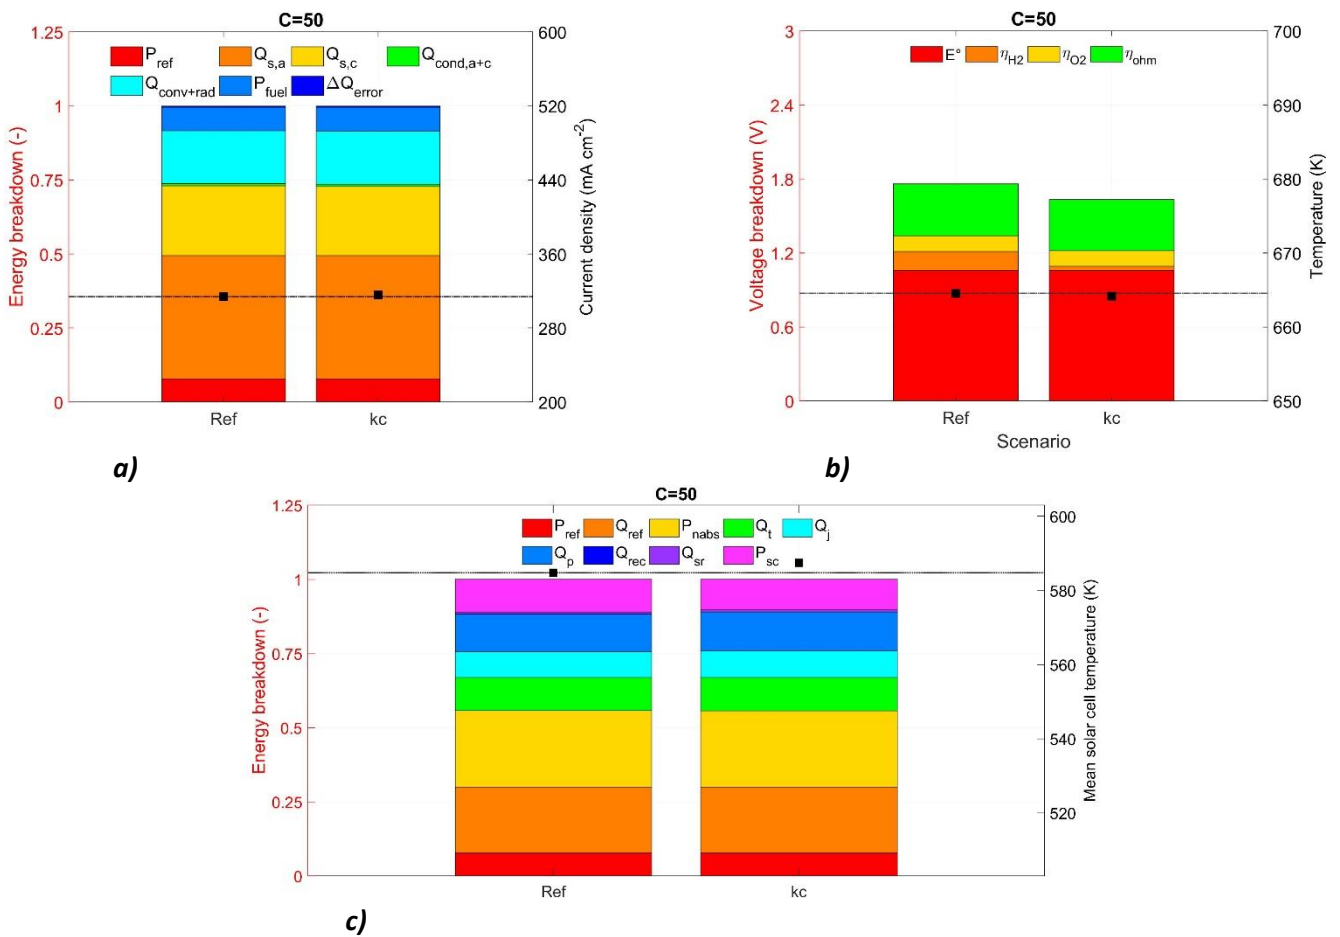 C=50
P_ref Q_s,a Q_s,c Q_cond,a+c
Q_conv+rad P_fuel ΔQ_error
1.25
1
0.75
0.5
0.25
0
Energy breakdown (-)
600
520
440
360
280
200
Current density (mA cm^-2)
Ref kc
a)
C=50
E° η_H2 η_O2 η_ohm
3
2.4
1.8
1.2
0.6
0
Voltage breakdown (V)
700
690
680
670
660
650
Temperature (K)
Ref kc
Scenario
b)
C=50
P_ref Q_ref P_nabs Q_t Q_j
Q_p Q_rec Q_sr P_sc
1.25
1
0.75
0.5
0.25
0
Energy breakdown (-)
600
580
560
540
520
Mean solar cell temperature (K)
Ref kc
c)